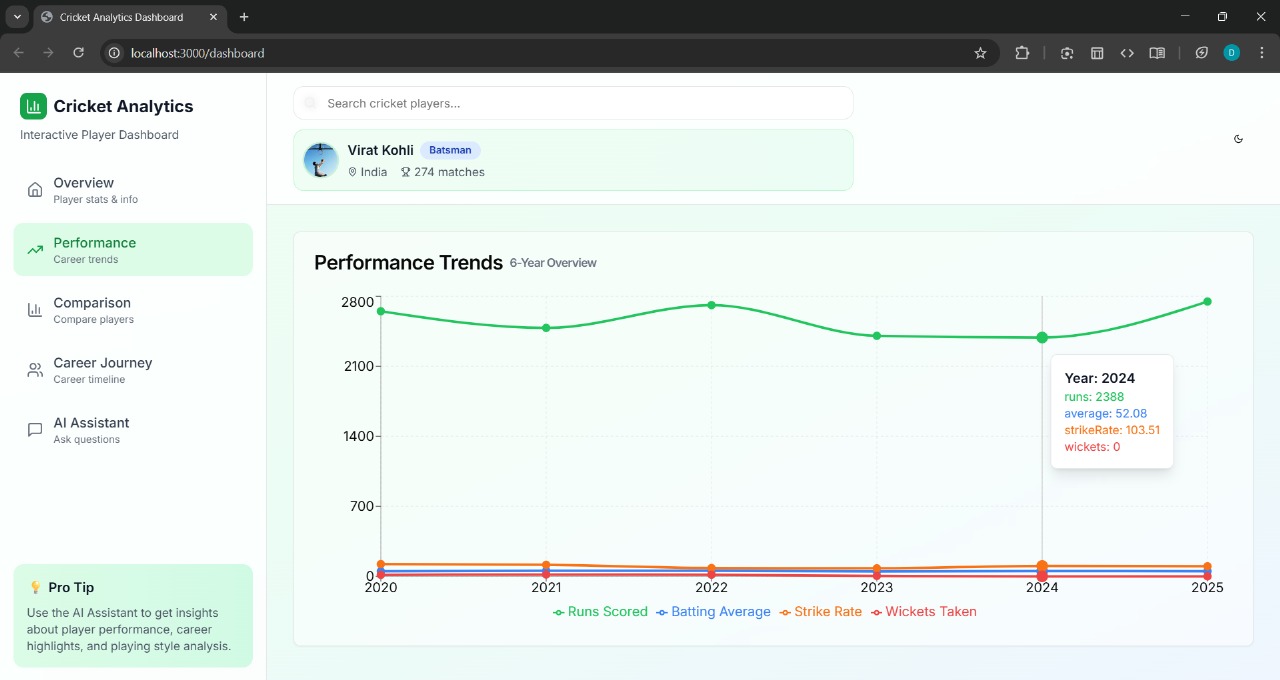 Cricket Analytics Dashboard
localhost:3000/dashboard
D
Cricket Analytics
Interactive Player Dashboard
Overview
Player stats & info
Performance
Career trends
Comparison
Compare players
Career Journey
Career timeline
AI Assistant
Ask questions
💡 Pro Tip
Use the AI Assistant to get insights
about player performance, career
highlights, and playing style analysis.
Search cricket players...
Virat Kohli Batsman
India 274 matches
Performance Trends 6-Year Overview
2800
2100
1400
700
0
Year: 2024
runs: 2388
average: 52.08
strikeRate: 103.51
wickets: 0
2020 2021 2022 2023 2024 2025
Runs Scored Batting Average Strike Rate Wickets Taken